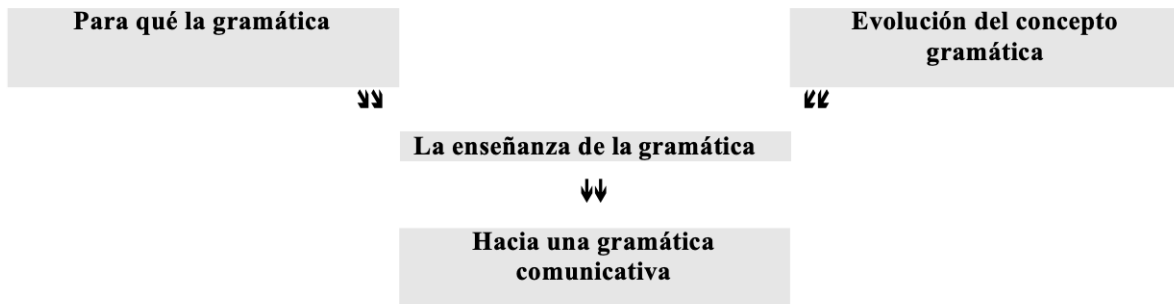 Para qué la gramática
Evolución del concepto
gramática
La enseñanza de la gramática
Hacia una gramática
comunicativa